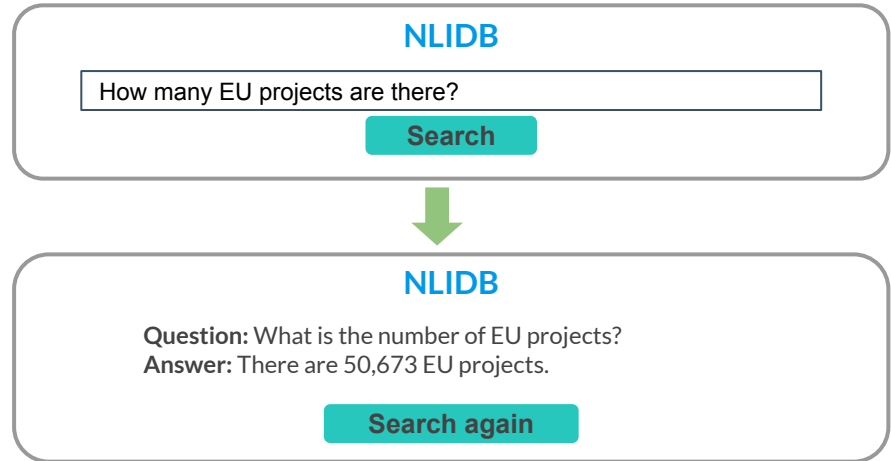 NLIDB
How many EU projects are there?
Search
NLIDB
Question: What is the number of EU projects?
Answer: There are 50,673 EU projects.
Search again